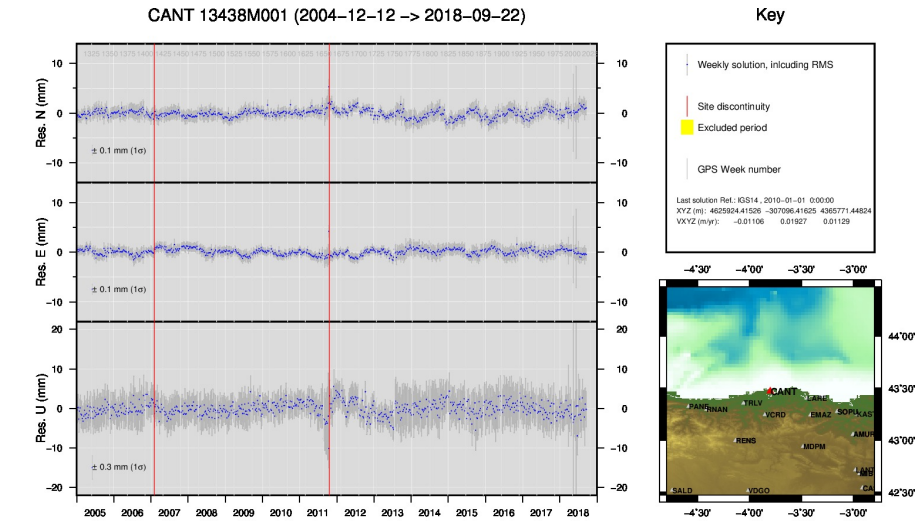 CANT 13438M001 (2004−12−12 -> 2018−09−22)
Key
Res. N (mm)
10
0
−10
10
0
−10
± 0.1 mm (1σ)
Res. E (mm)
10
0
−10
10
0
−10
± 0.1 mm (1σ)
Res. U (mm)
20
10
0
−10
−20
20
10
0
−10
−20
± 0.3 mm (1σ)
2005 2006 2007 2008 2009 2010 2011 2012 2013 2014 2015 2016 2017 2018
Weekly solution, inlcuding RMS
Site discontinuity
Excluded period
GPS Week number
Last solution Ref.: IGS14 , 2010−01−01 0:00:00
XYZ (m): 4625924.41526 −307096.41625 4365771.44824
VXYZ (m/yr): −0.01106 0.01927 0.01129
−4˚30' −4˚00' −3˚30' −3˚00'
44˚00'
43˚30'
43˚00'
42˚30'
CANT
PANE
RNAN
TRLV
LARE
VCRD
EMAZ
SOPU
KAS
RENS
AMUR
MDPM
SALD
VDGO
CA
−4˚30' −4˚00' −3˚30' −3˚00'